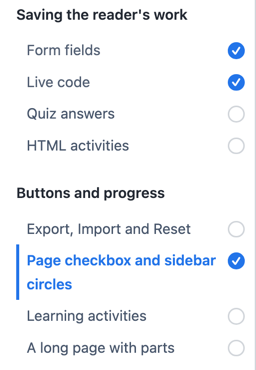 Saving the reader's work
Form fields
Live code
Quiz answers
HTML activities
Buttons and progress
Export, Import and Reset
Page checkbox and sidebar
circles
Learning activities
A long page with parts